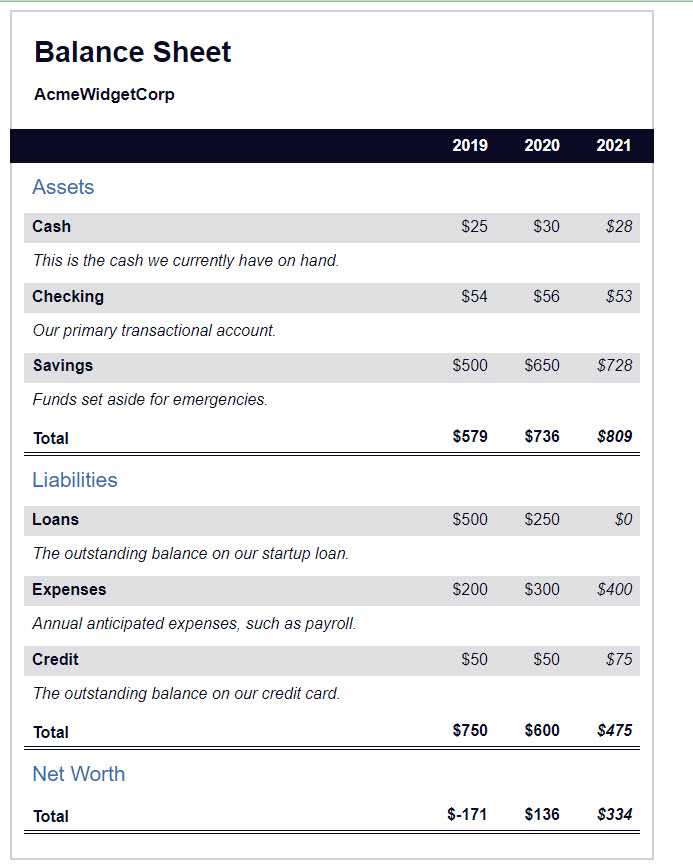 Balance Sheet
AcmeWidgetCorp
2019 2020 2021
Assets
Cash $25 $30 $28
This is the cash we currently have on hand.
Checking $54 $56 $53
Our primary transactional account.
Savings $500 $650 $728
Funds set aside for emergencies.
Total $579 $736 $809
Liabilities
Loans $500 $250 $0
The outstanding balance on our startup loan.
Expenses $200 $300 $400
Annual anticipated expenses, such as payroll.
Credit $50 $50 $75
The outstanding balance on our credit card.
Total $750 $600 $475
Net Worth
Total $-171 $136 $334